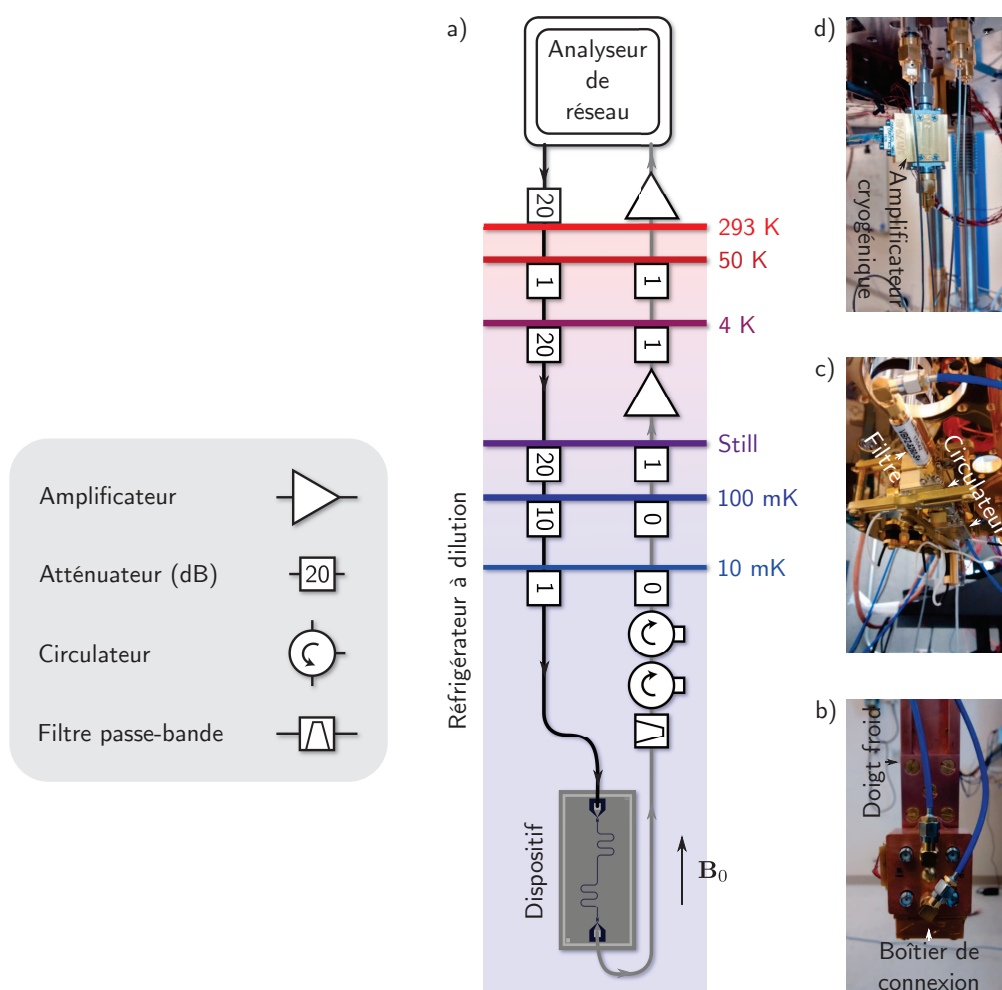 a)
Analyseur
de
réseau
20
293 K
50 K
1
1
4 K
20
1
Still
20
1
100 mK
10
0
10 mK
1
0
Réfrigérateur à dilution
Dispositif
B0
Amplificateur
Atténuateur (dB)
20
Circulateur
Filtre passe-bande
d)
Amplificateur
cryogénique
c)
Filtre
Circulateur
b)
Doigt froid
Boîtier de
connexion